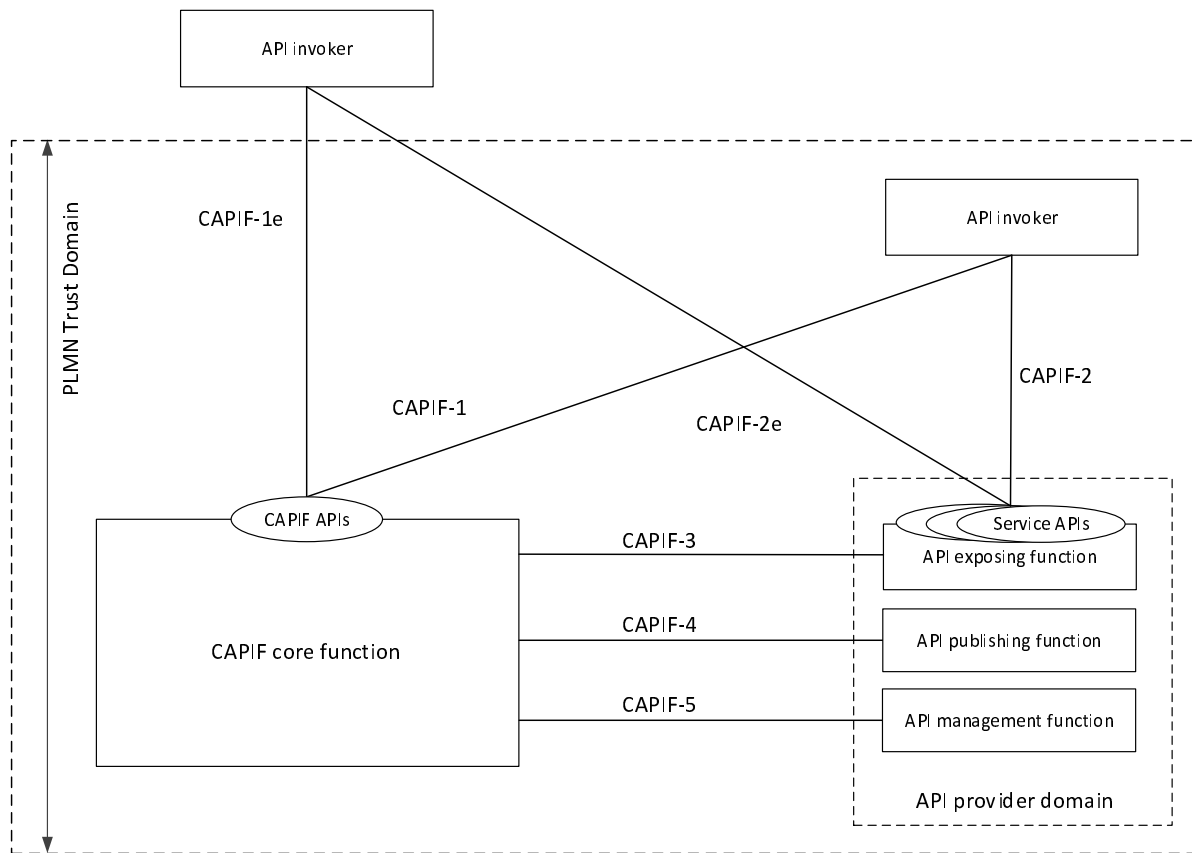 API invoker
API invoker
CAPIF-1e
PLMN Trust Domain
CAPIF-2
CAPIF-1
CAPIF-2e
CAPIF APIs
Service APIs
CAPIF-3
API exposing function
CAPIF-4
API publishing function
CAPIF core function
CAPIF-5
API management function
API provider domain